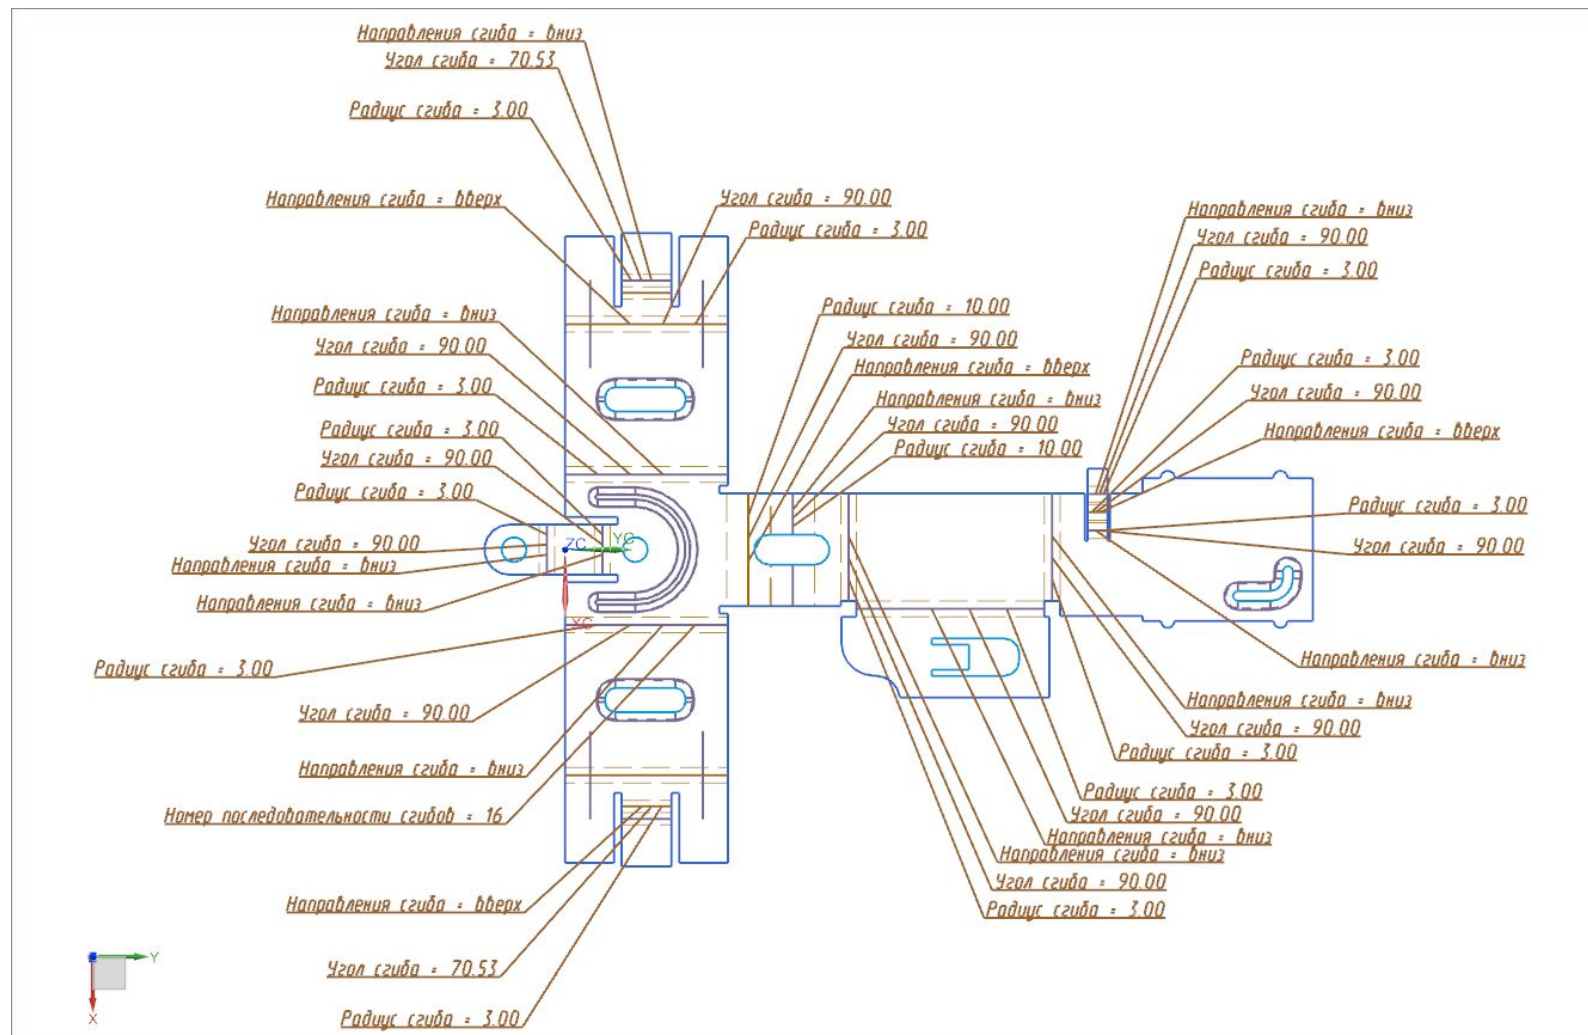 Направления сгиба = вниз
Угол сгиба = 70.53
Радиус сгиба = 3.00
Направления сгиба = вверх
Угол сгиба = 90.00
Радиус сгиба = 3.00
Направления сгиба = вниз
Угол сгиба = 90.00
Радиус сгиба = 3.00
Радиус сгиба = 3.00
Угол сгиба = 90.00
Радиус сгиба = 3.00
Угол сгиба = 90.00
Направления сгиба = вниз
Направления сгиба = вниз
ZC
YC
XC
Радиус сгиба = 3.00
Угол сгиба = 90.00
Направления сгиба = вниз
Номер последовательности сгибов = 16
Направления сгиба = вверх
Угол сгиба = 70.53
Радиус сгиба = 3.00
Радиус сгиба = 10.00
Угол сгиба = 90.00
Направления сгиба = вверх
Направления сгиба = вниз
Угол сгиба = 90.00
Радиус сгиба = 10.00
Направления сгиба = вниз
Угол сгиба = 90.00
Радиус сгиба = 3.00
Радиус сгиба = 3.00
Угол сгиба = 90.00
Направления сгиба = вверх
Радиус сгиба = 3.00
Угол сгиба = 90.00
Направления сгиба = вниз
Направления сгиба = вниз
Угол сгиба = 90.00
Радиус сгиба = 3.00
Радиус сгиба = 3.00
Угол сгиба = 90.00
Направления сгиба = вниз
Направления сгиба = вниз
Угол сгиба = 90.00
Радиус сгиба = 3.00
Y
X